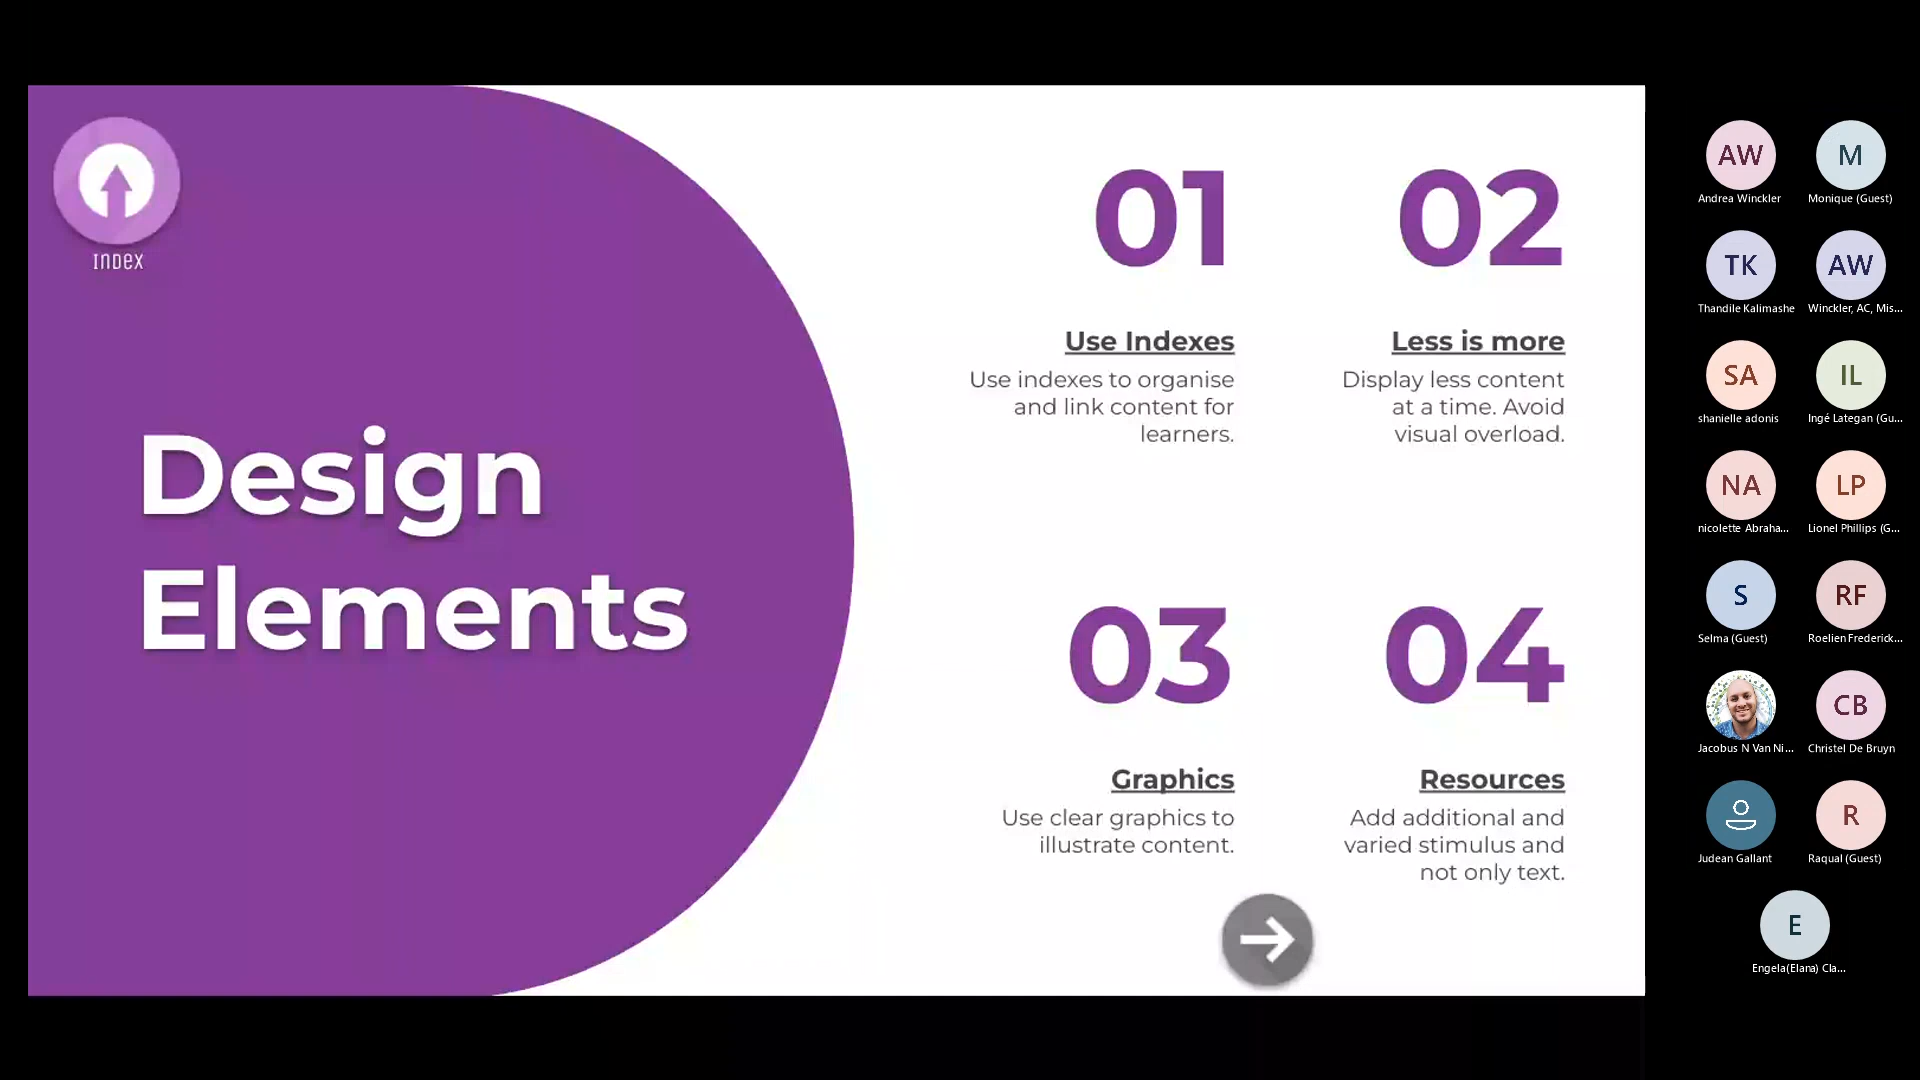 Index
Design
Elements
01
Use Indexes
Use indexes to organise
and link content for
learners.
02
Less is more
Display less content
at a time. Avoid
visual overload.
03
Graphics
Use clear graphics to
illustrate content.
04
Resources
Add additional and
varied stimulus and
not only text.
AW
Andrea Winckler
M
Monique (Guest)
TK
Thandile Kalimashe
AW
Winckler, AC, Mis...
SA
shanielle adonis
IL
Ingé Lategan (Gu...
NA
nicolette Abraha...
LP
Lionel Phillips (G...
S
Selma (Guest)
RF
Roelien Frederick...
Jacobus N Van Ni...
CB
Christel De Bruyn
Judean Gallant
R
Raqual (Guest)
E
Engela(Elana) Cla...